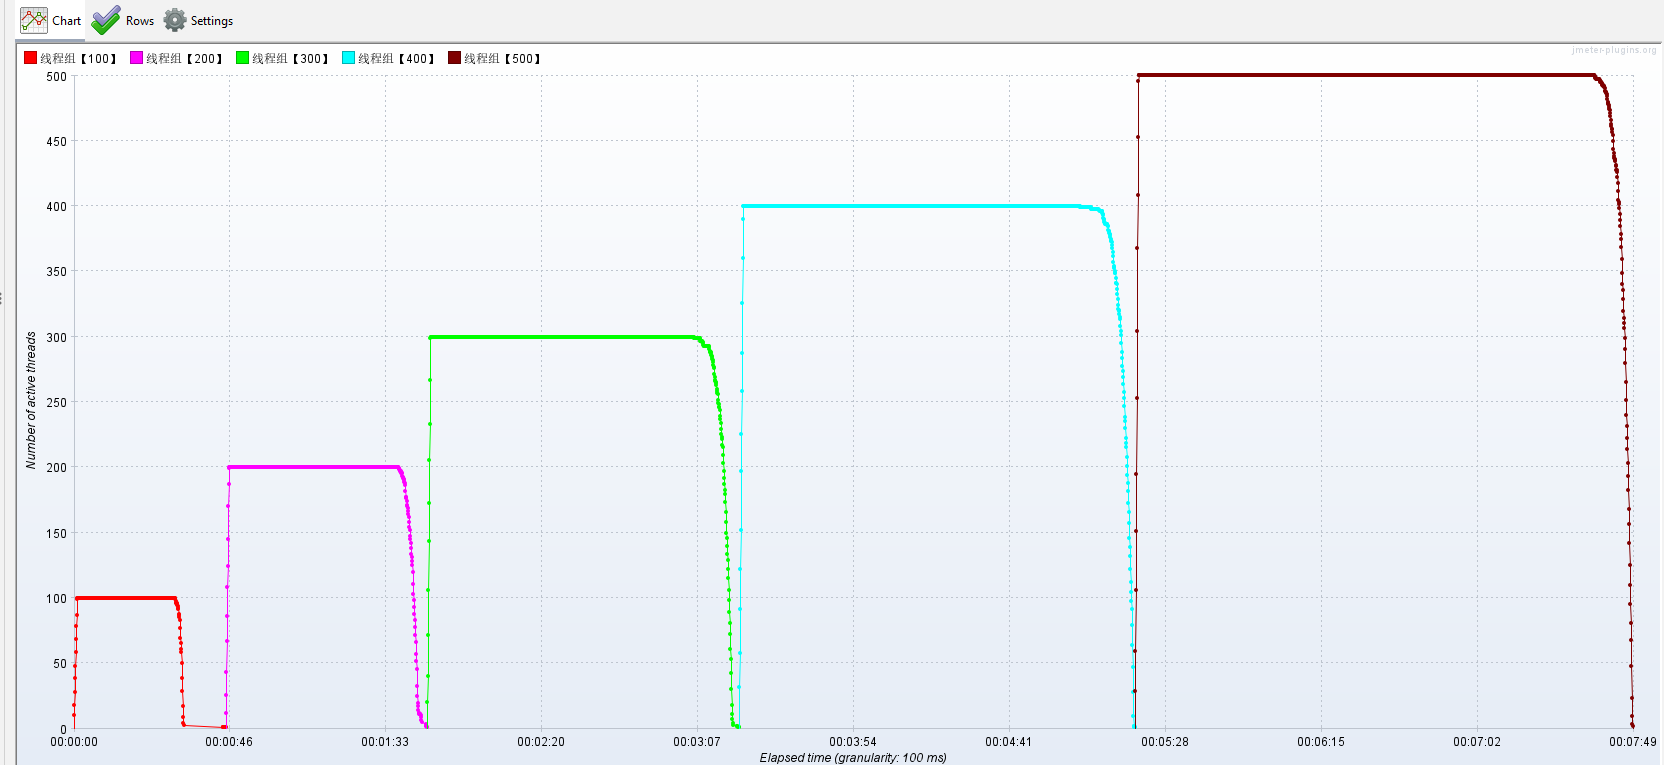 Chart Rows Settings
jmeter-plugins.org
线程组【100】 线程组【200】 线程组【300】 线程组【400】 线程组【500】
500
450
400
350
300
250
200
150
100
50
0
Number of active threads
00:00:00 00:00:46 00:01:33 00:02:20 00:03:07 00:03:54 00:04:41 00:05:28 00:06:15 00:07:02 00:07:49
Elapsed time (granularity: 100 ms)